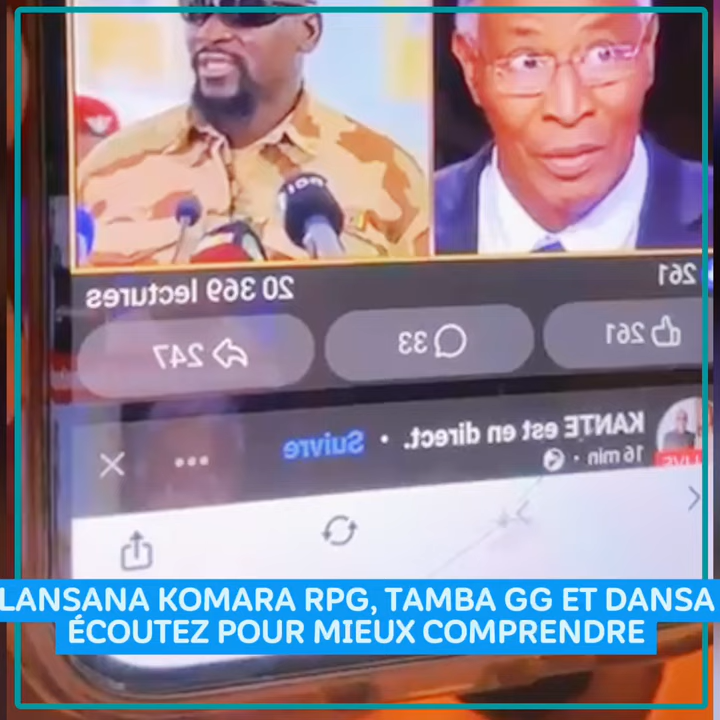 261
20 369 lectures
261
33
247
KANTE est en direct. • Suivre
16 min
LIVE
LANSANA KOMARA RPG, TAMBA GG ET DANSA
ÉCOUTEZ POUR MIEUX COMPRENDRE